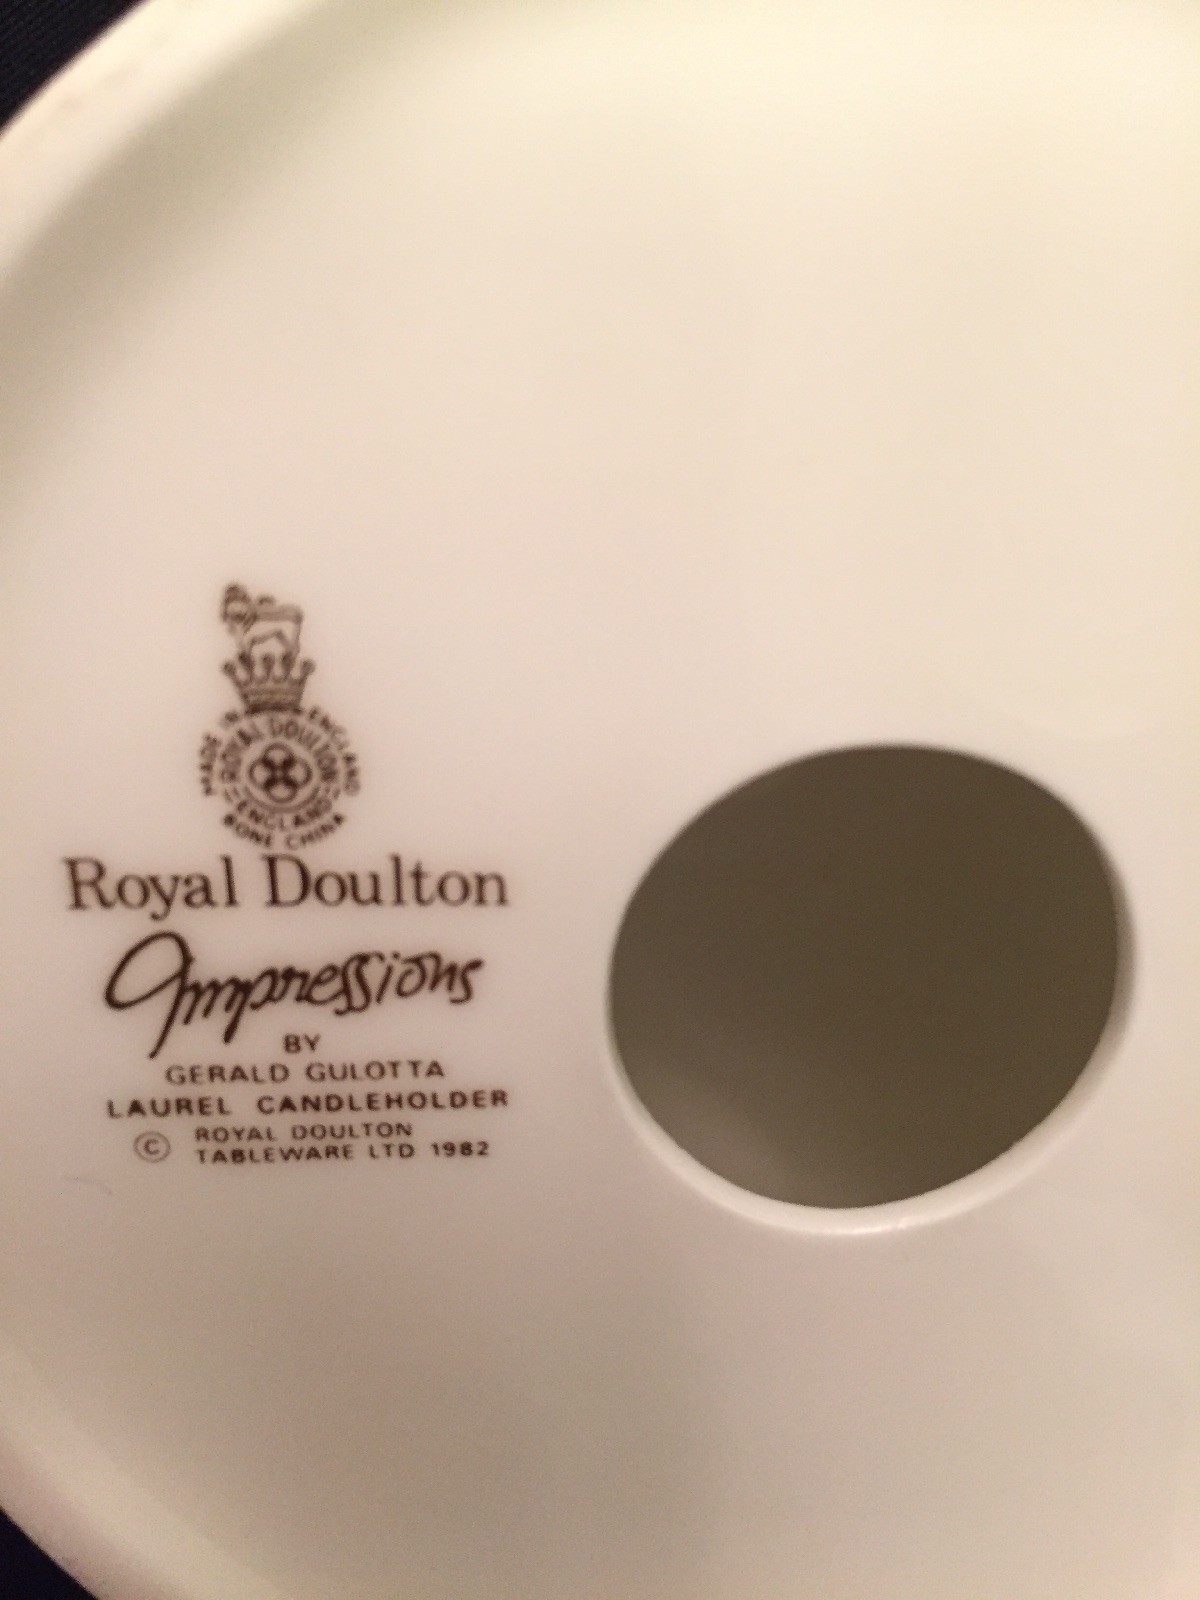 MADE IN ENGLAND
ROYAL DOULTON
ENGLAND
BONE CHINA
Royal Doulton
Impressions
BY
GERALD GULOTTA
LAUREL CANDLEHOLDER
© ROYAL DOULTON
TABLEWARE LTD 1982